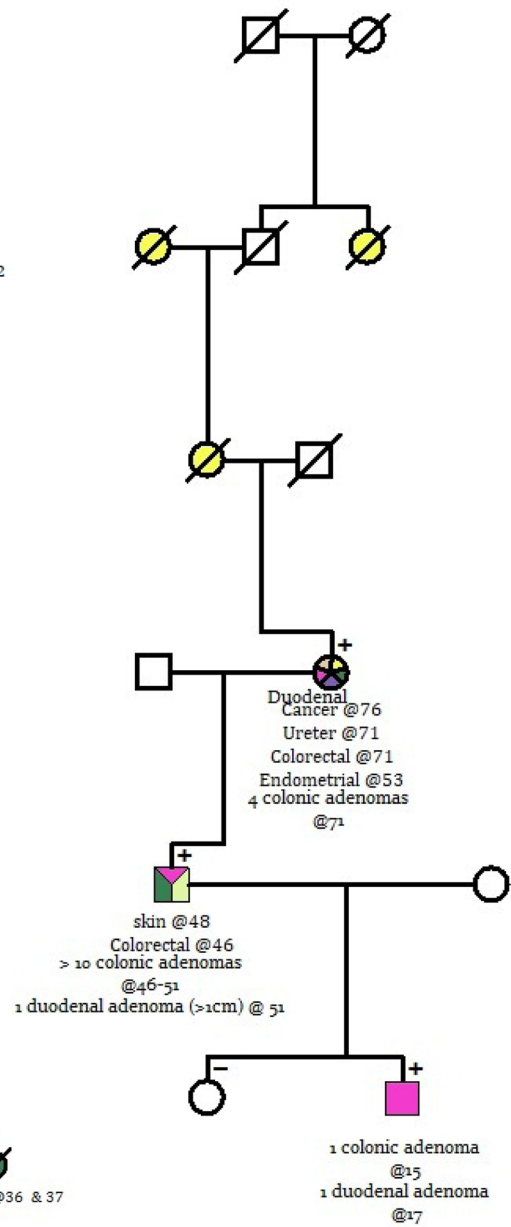 2
+
Duodenal
Cancer @76
Ureter @71
Colorectal @71
Endometrial @53
4 colonic adenomas
@71
+
skin @48
Colorectal @46
> 10 colonic adenomas
@46-51
1 duodenal adenoma (>1cm) @ 51
–
+
1 colonic adenoma
@15
1 duodenal adenoma
@17
@36 & 37